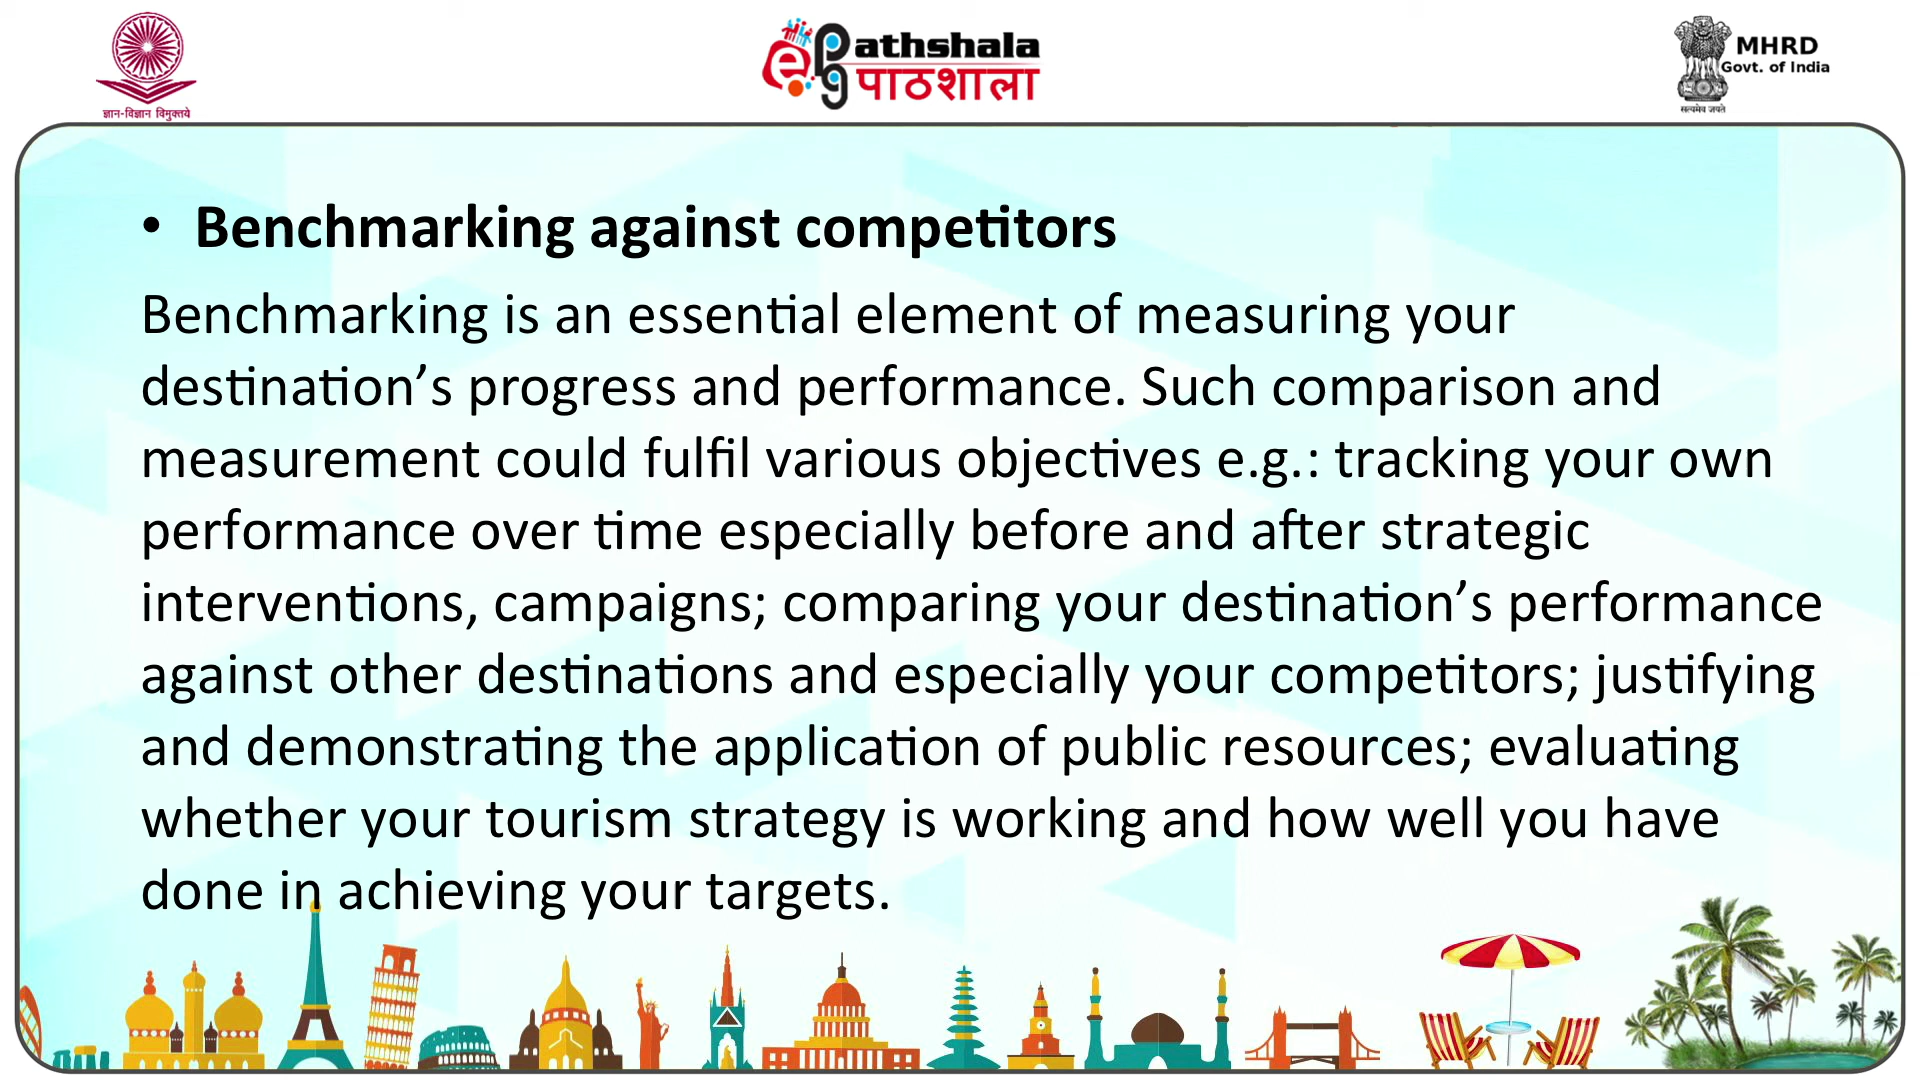 ज्ञान-विज्ञान विमुक्तये
e
PG
athshala
पाठशाला
MHRD
Govt. of India
सत्यमेव जयते
• Benchmarking against competitors
Benchmarking is an essential element of measuring your
destination’s progress and performance. Such comparison and
measurement could fulfil various objectives e.g.: tracking your own
performance over time especially before and after strategic
interventions, campaigns; comparing your destination’s performance
against other destinations and especially your competitors; justifying
and demonstrating the application of public resources; evaluating
whether your tourism strategy is working and how well you have
done in achieving your targets.